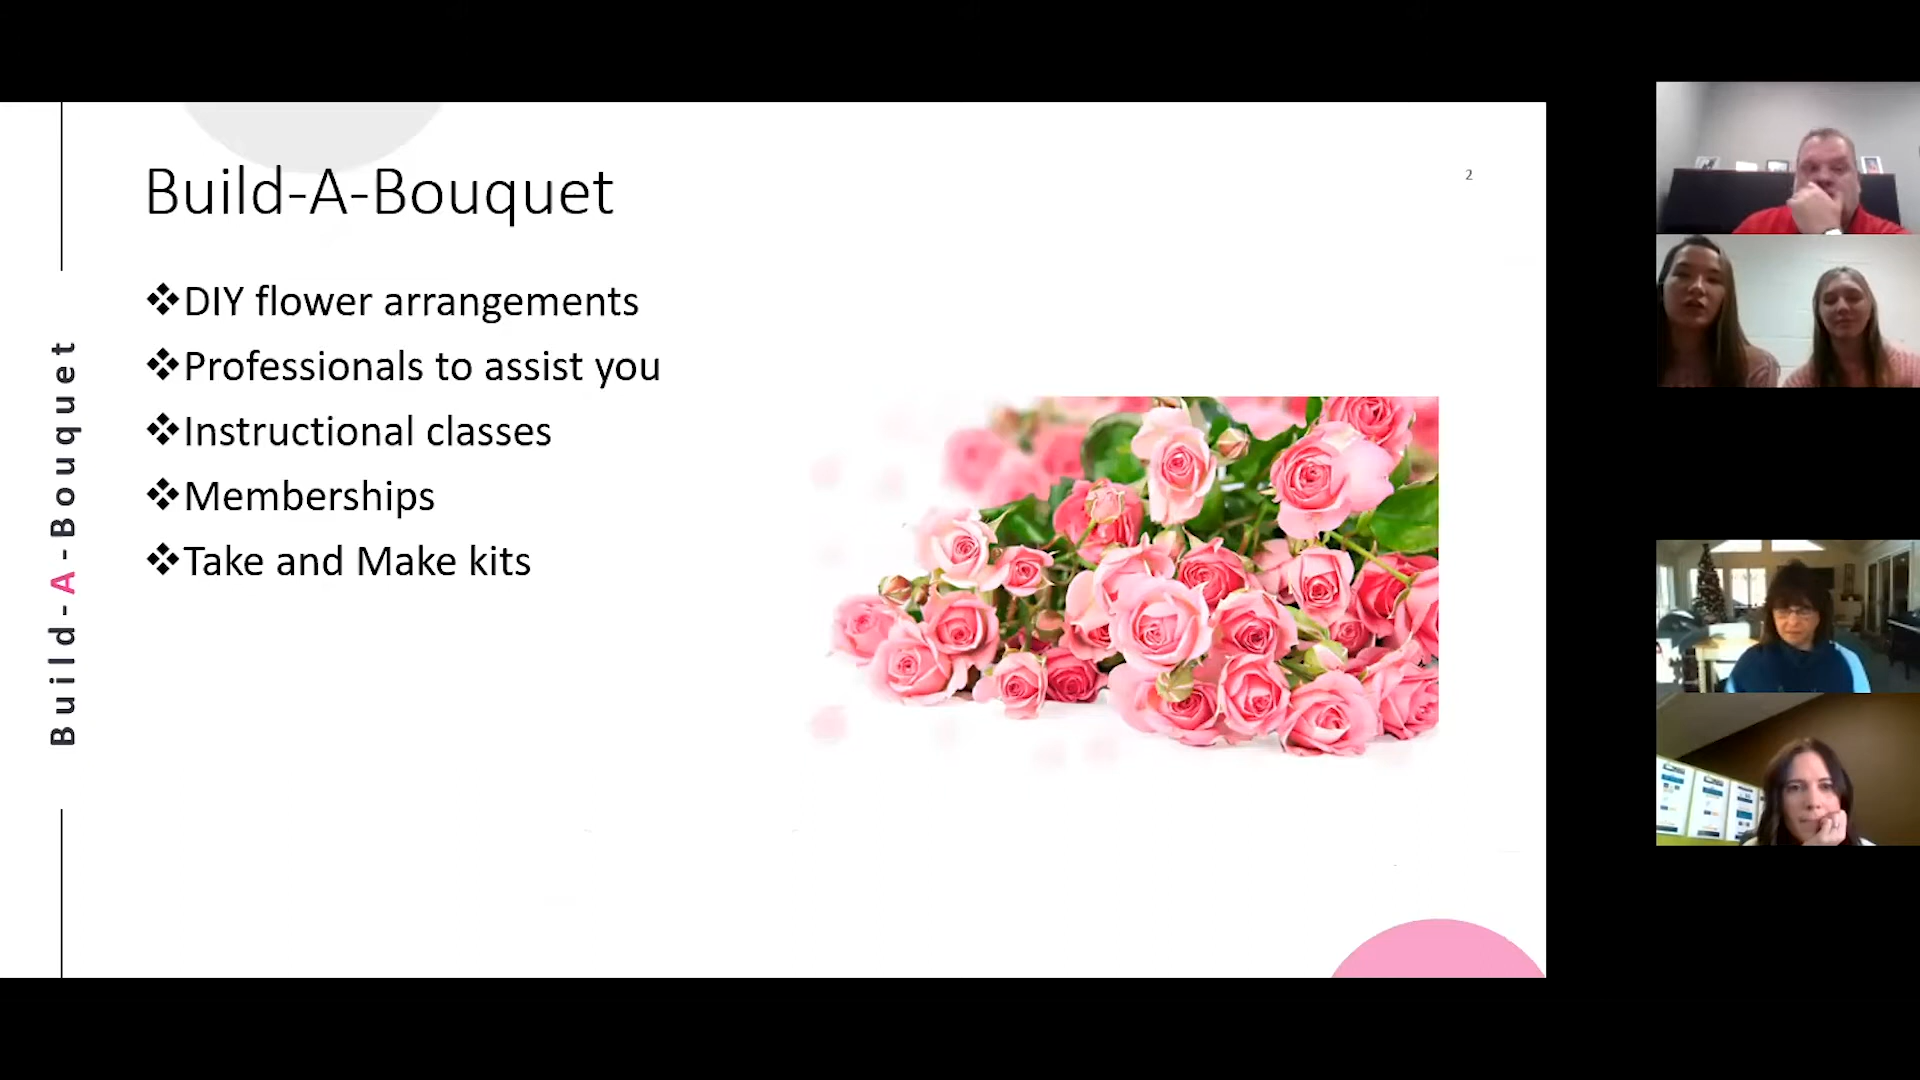 Build-A-Bouquet
2
❖DIY flower arrangements
❖Professionals to assist you
❖Instructional classes
❖Memberships
❖Take and Make kits
Build-A-Bouquet